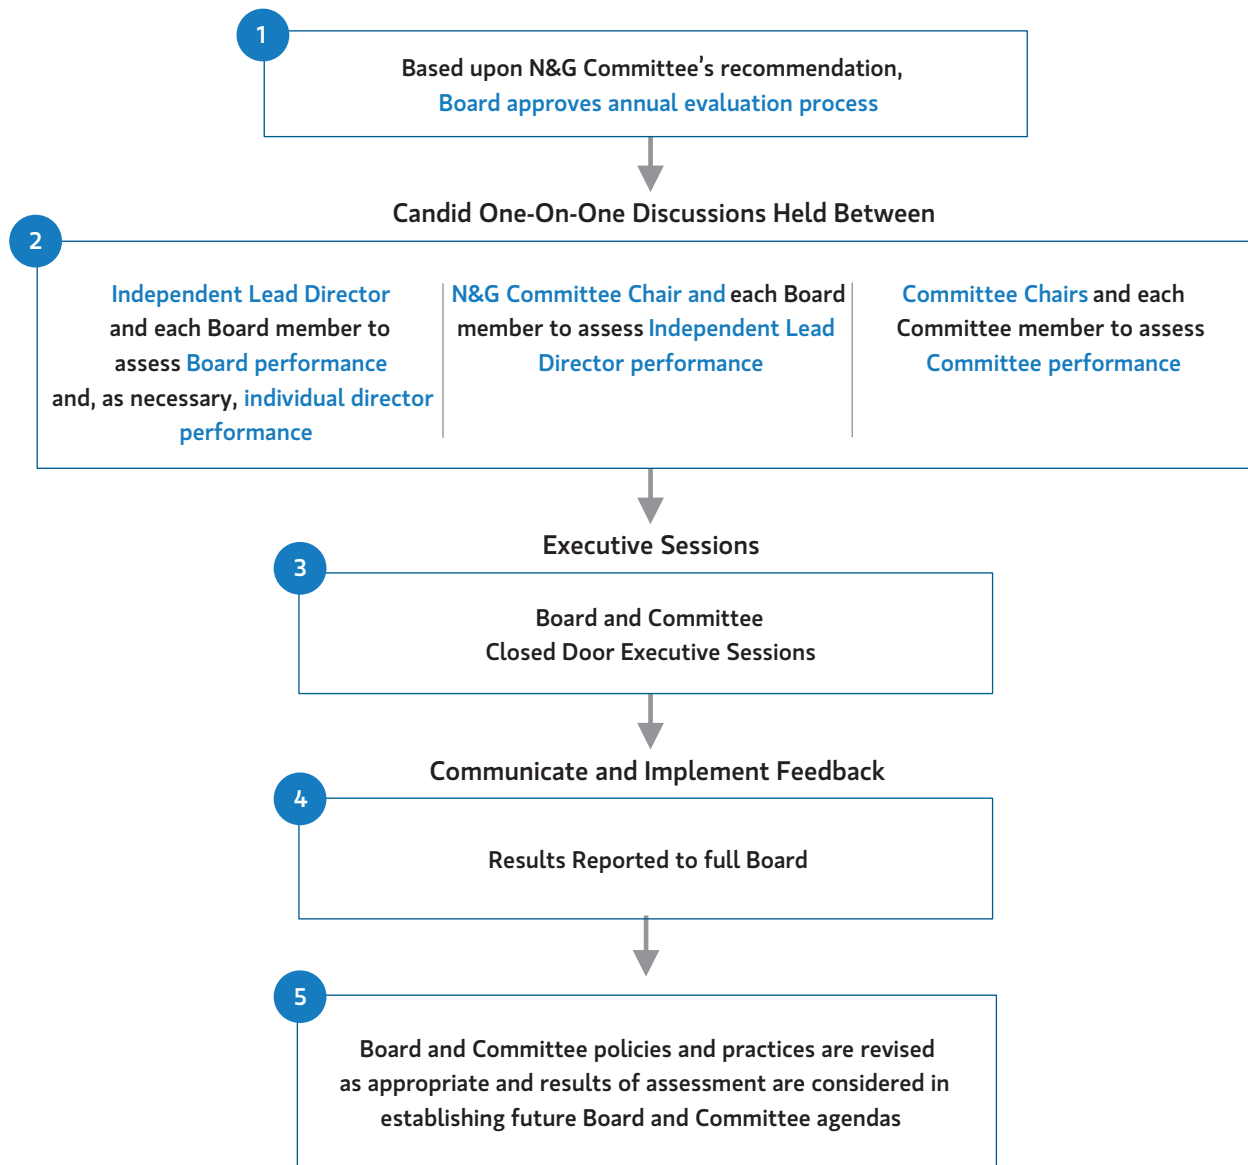 1
Based upon N&G Committee’s recommendation,
Board approves annual evaluation process
Candid One-On-One Discussions Held Between
2
Independent Lead Director
and each Board member to
assess Board performance
and, as necessary, individual director
performance
N&G Committee Chair and each Board
member to assess Independent Lead
Director performance
Committee Chairs and each
Committee member to assess
Committee performance
Executive Sessions
3
Board and Committee
Closed Door Executive Sessions
Communicate and Implement Feedback
4
Results Reported to full Board
5
Board and Committee policies and practices are revised
as appropriate and results of assessment are considered in
establishing future Board and Committee agendas